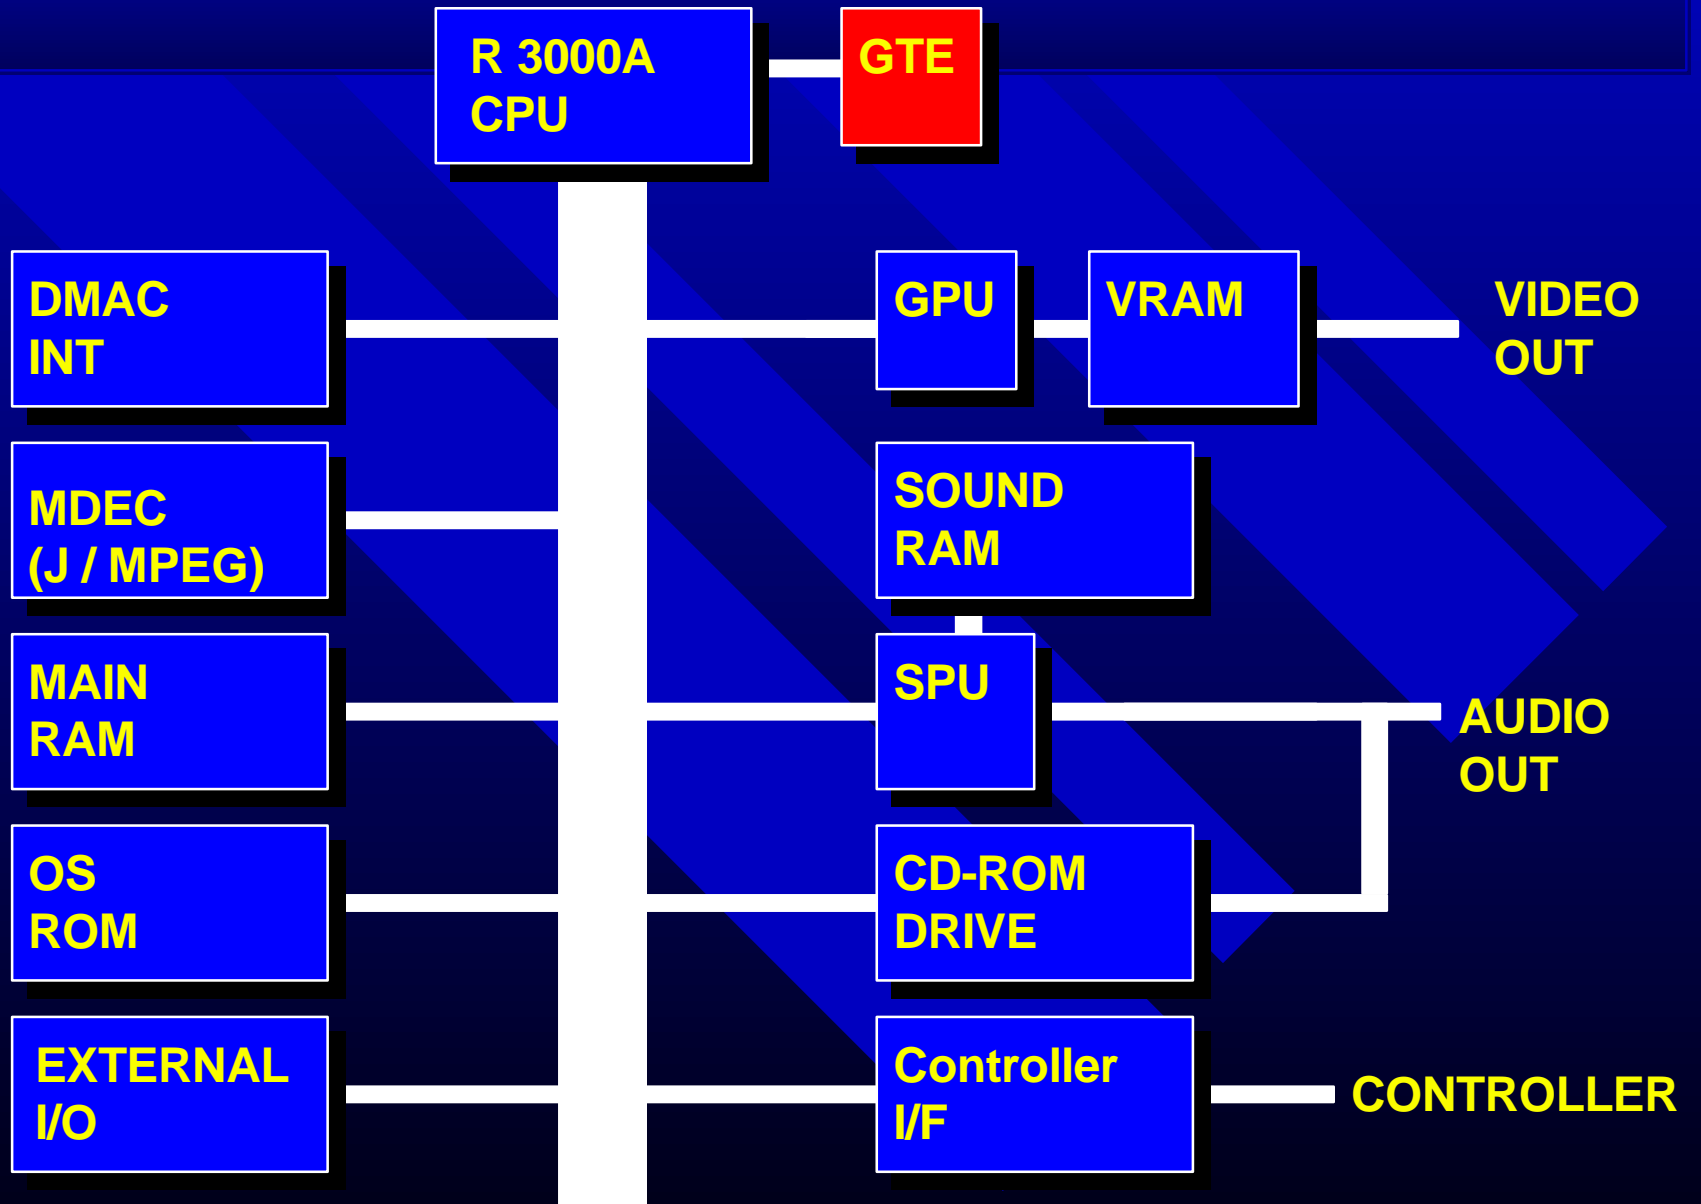 R 3000A
CPU
GTE
DMAC
INT
GPU
VRAM
VIDEO
OUT
MDEC
(J / MPEG)
SOUND
RAM
MAIN
RAM
SPU
AUDIO
OUT
OS
ROM
CD-ROM
DRIVE
EXTERNAL
I/O
Controller
I/F
CONTROLLER